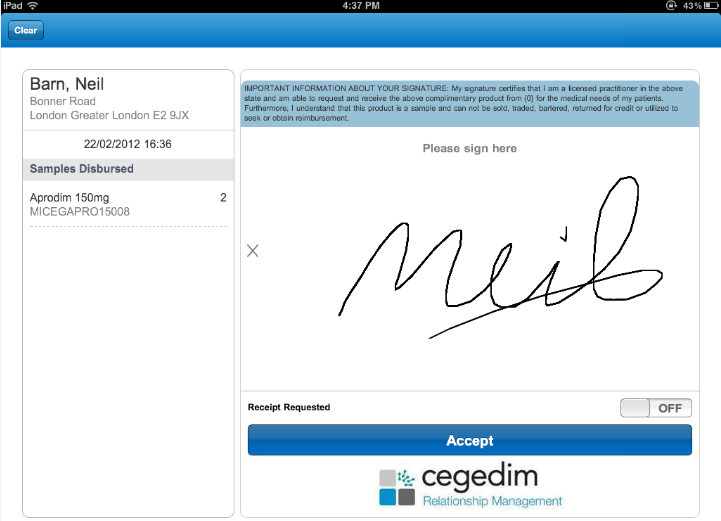 iPad 4:37 PM 43%
Clear
Barn, Neil
Bonner Road
London Greater London E2 9JX
22/02/2012 16:36
Samples Disbursed
Aprodim 150mg 2
MICEGAPRO15008
IMPORTANT INFORMATION ABOUT YOUR SIGNATURE: My signature certifies that I am a licensed practitioner in the above
state and am able to request and receive the above complimentary product from {0} for the medical needs of my patients.
Furthermore, I understand that this product is a sample and can not be sold, traded, bartered, returned for credit or utilized to
seek or obtain reimbursement.
Please sign here
X
Neil
Receipt Requested OFF
Accept
cegedim
Relationship Management